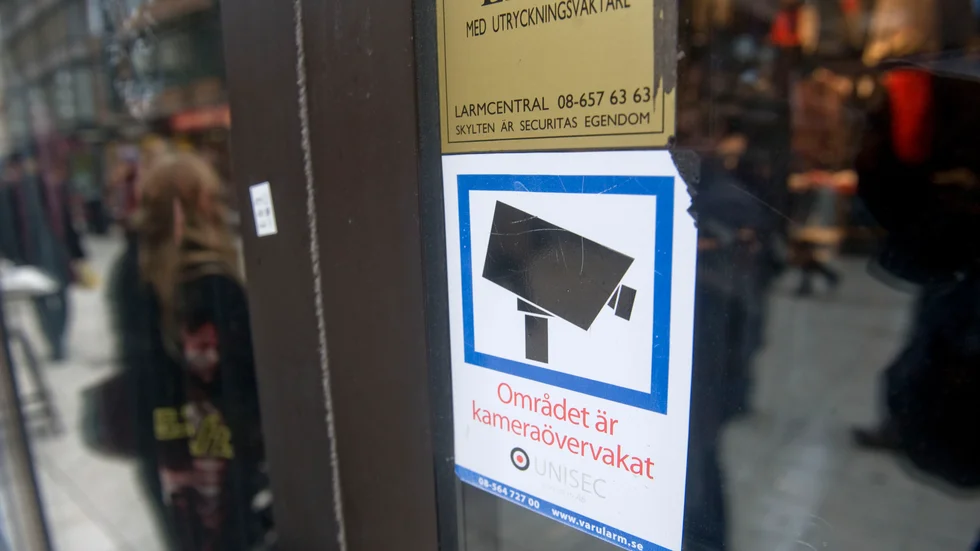 MED UTRYCKNINGSVÄKTARE
LARMCENTRAL 08-657 63 63
SKYLTEN ÄR SECURITAS EGENDOM
Området är
kameraövervakat
UNISEC
08-564 727 00 www.varularm.se